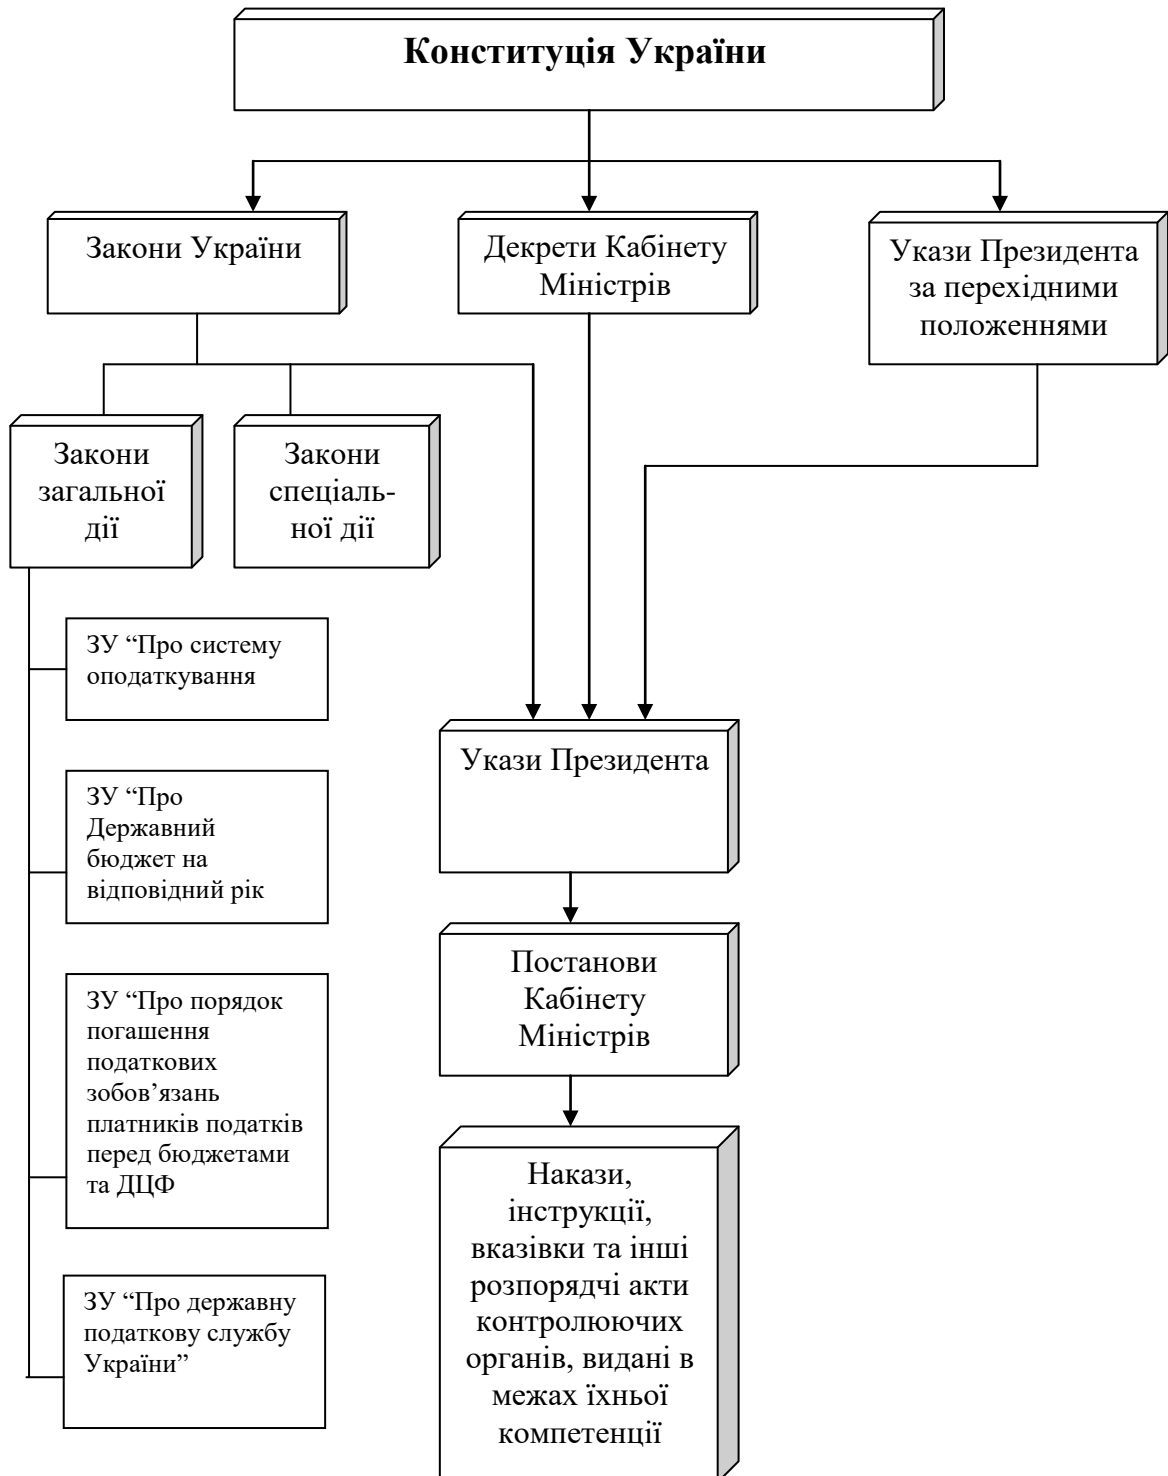 Конституція України
Закони України
Декрети Кабінету
Міністрів
Укази Президента
за перехідними
положеннями
Закони
загальної
дії
Закони
спеціаль-
ної дії
ЗУ “Про систему
оподаткування
ЗУ “Про
Державний
бюджет на
відповідний рік
ЗУ “Про порядок
погашення
податкових
зобов’язань
платників податків
перед бюджетами
та ДЦФ
ЗУ “Про державну
податкову службу
України”
Укази Президента
Постанови
Кабінету
Міністрів
Накази,
інструкції,
вказівки та інші
розпорядчі акти
контролюючих
органів, видані в
межах їхньої
компетенції